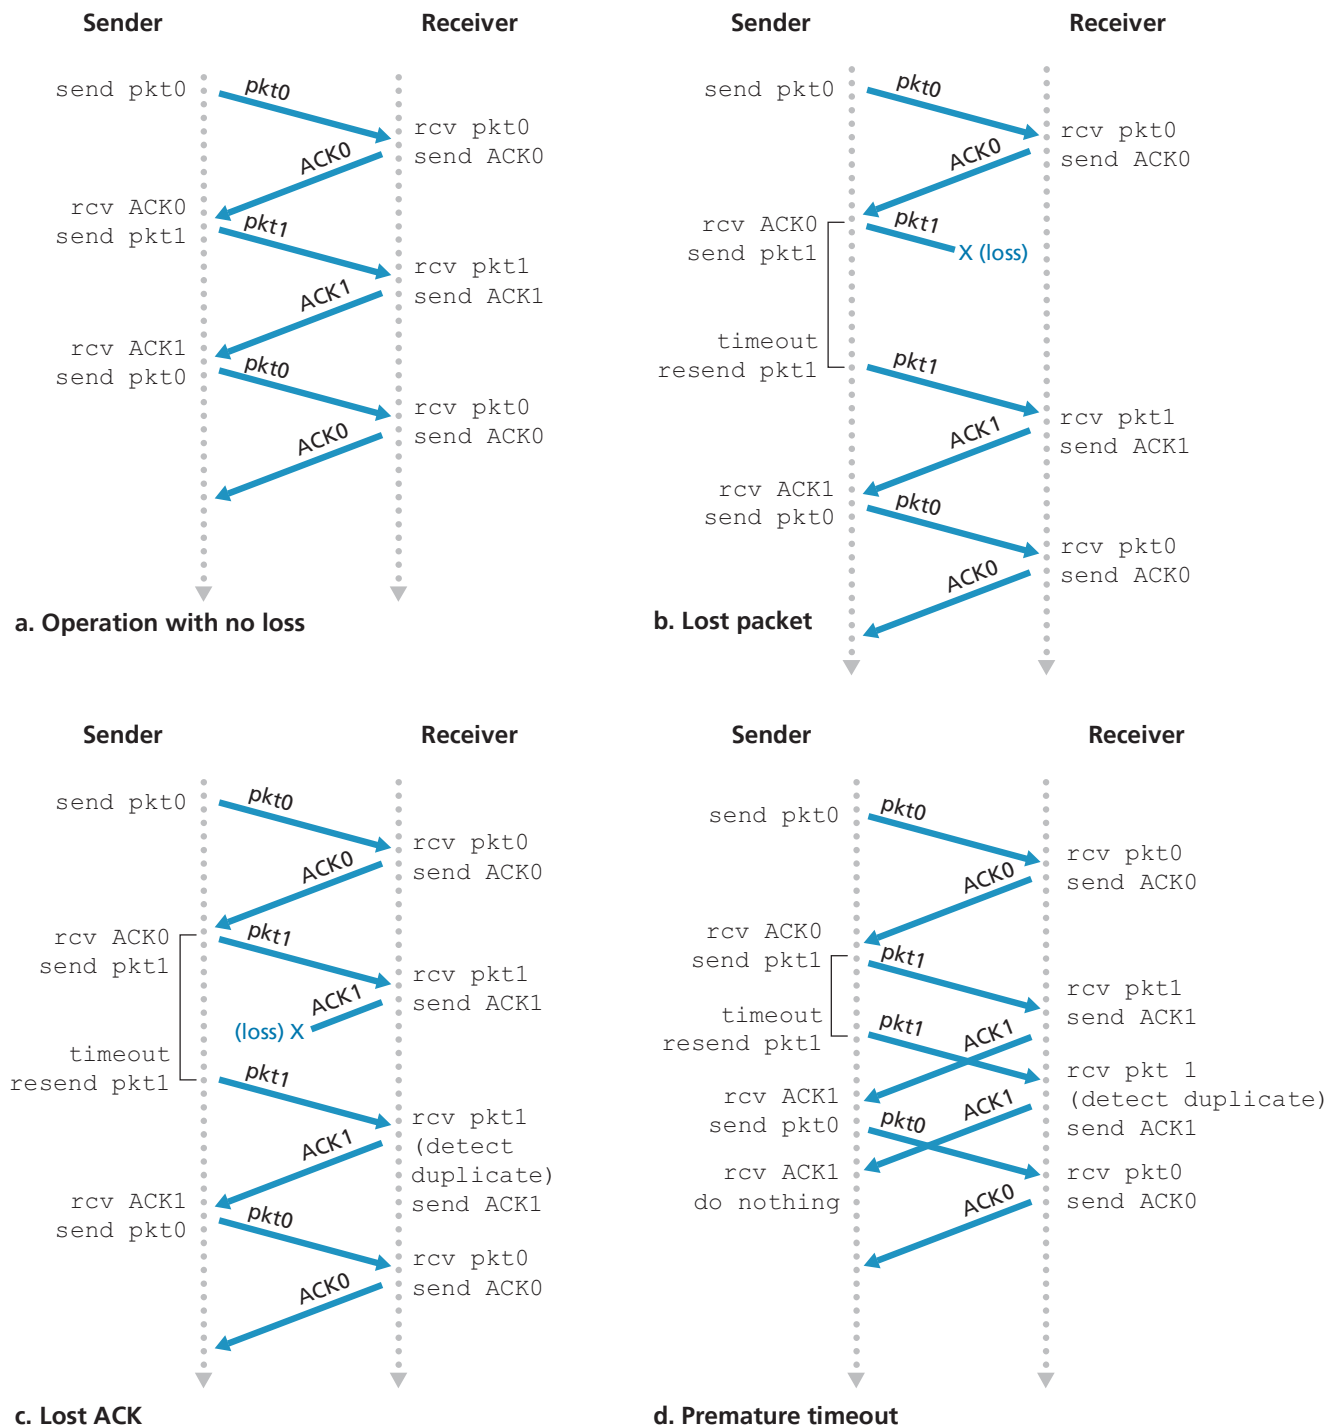 Sender
Receiver
send pkt0
pkt0
rcv pkt0
send ACK0
ACK0
rcv ACK0
send pkt1
pkt1
rcv pkt1
send ACK1
ACK1
rcv ACK1
send pkt0
pkt0
rcv pkt0
send ACK0
ACK0
a. Operation with no loss
Sender
Receiver
send pkt0
pkt0
rcv pkt0
send ACK0
ACK0
rcv ACK0
send pkt1
pkt1
X (loss)
timeout
resend pkt1
pkt1
rcv pkt1
send ACK1
ACK1
rcv ACK1
send pkt0
pkt0
rcv pkt0
send ACK0
ACK0
b. Lost packet
Sender
Receiver
send pkt0
pkt0
rcv pkt0
send ACK0
ACK0
rcv ACK0
send pkt1
pkt1
rcv pkt1
send ACK1
ACK1
(loss) X
timeout
resend pkt1
pkt1
rcv pkt1
(detect
duplicate)
send ACK1
ACK1
rcv ACK1
send pkt0
pkt0
rcv pkt0
send ACK0
ACK0
c. Lost ACK
Sender
Receiver
send pkt0
pkt0
rcv pkt0
send ACK0
ACK0
rcv ACK0
send pkt1
pkt1
rcv pkt1
send ACK1
ACK1
timeout
resend pkt1
pkt1
rcv pkt 1
(detect duplicate)
send ACK1
ACK1
rcv ACK1
send pkt0
pkt0
rcv ACK1
do nothing
rcv pkt0
send ACK0
ACK0
d. Premature timeout